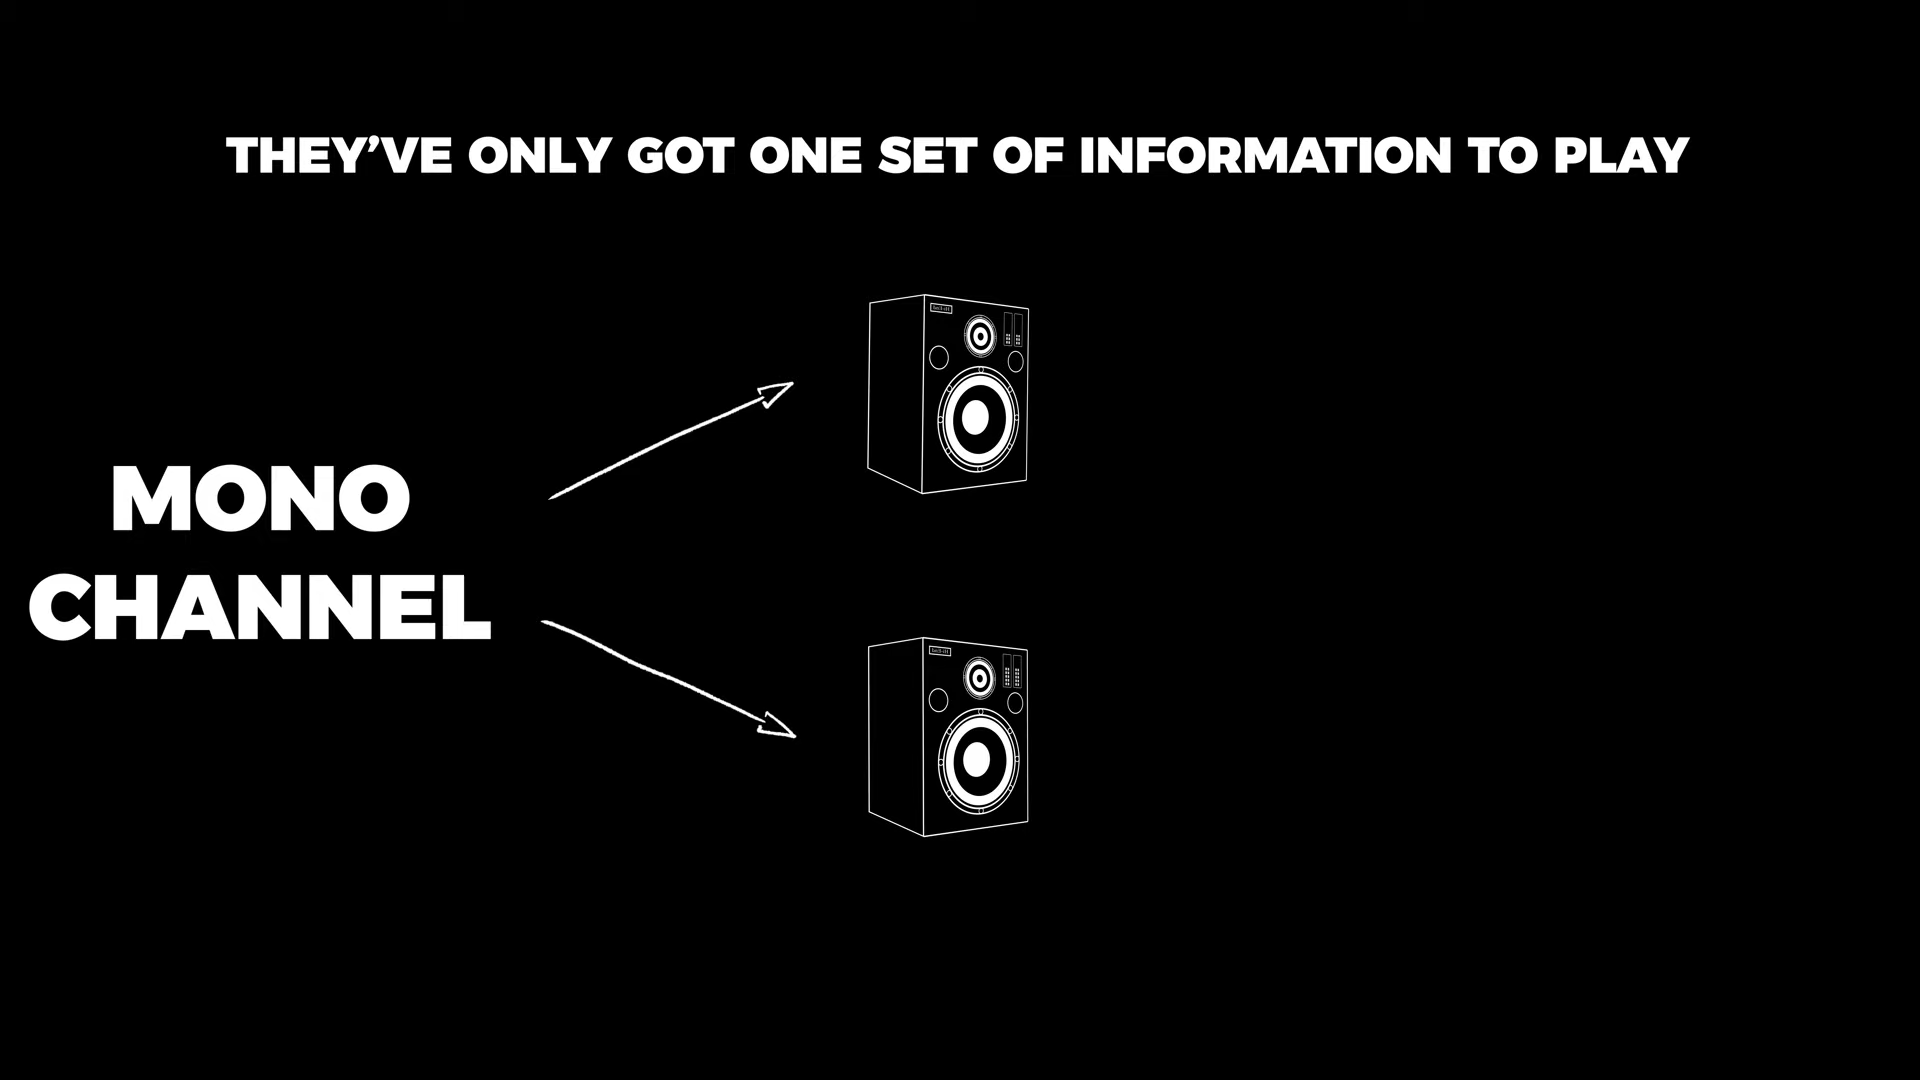 THEY'VE ONLY GOT ONE SET OF INFORMATION TO PLAY
MONO
CHANNEL